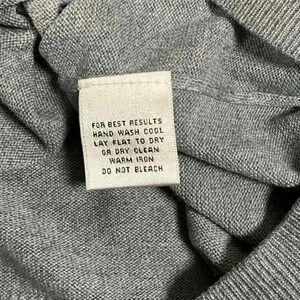 FOR BEST RESULTS
HAND WASH COOL
LAY FLAT TO DRY
OR DRY CLEAN
WARM IRON
DO NOT BLEACH